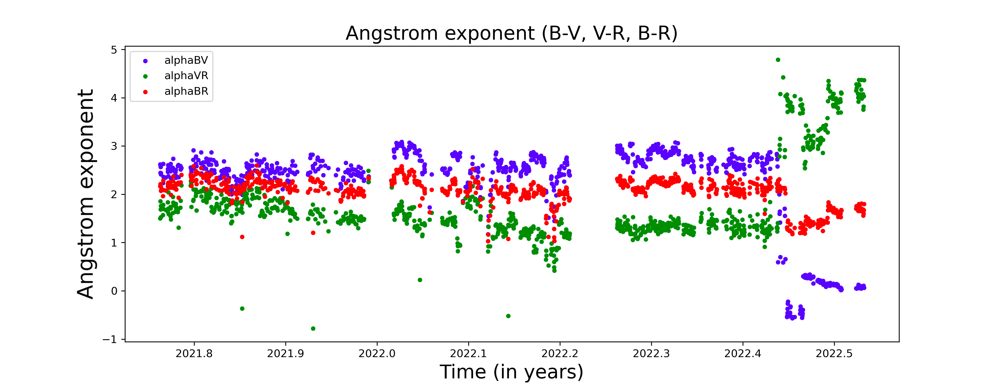 Angstrom exponent (B-V, V-R, B-R)
5
4
3
2
1
0
−1
Angstrom exponent
alphaBV
alphaVR
alphaBR
2021.8 2021.9 2022.0 2022.1 2022.2 2022.3 2022.4 2022.5
Time (in years)